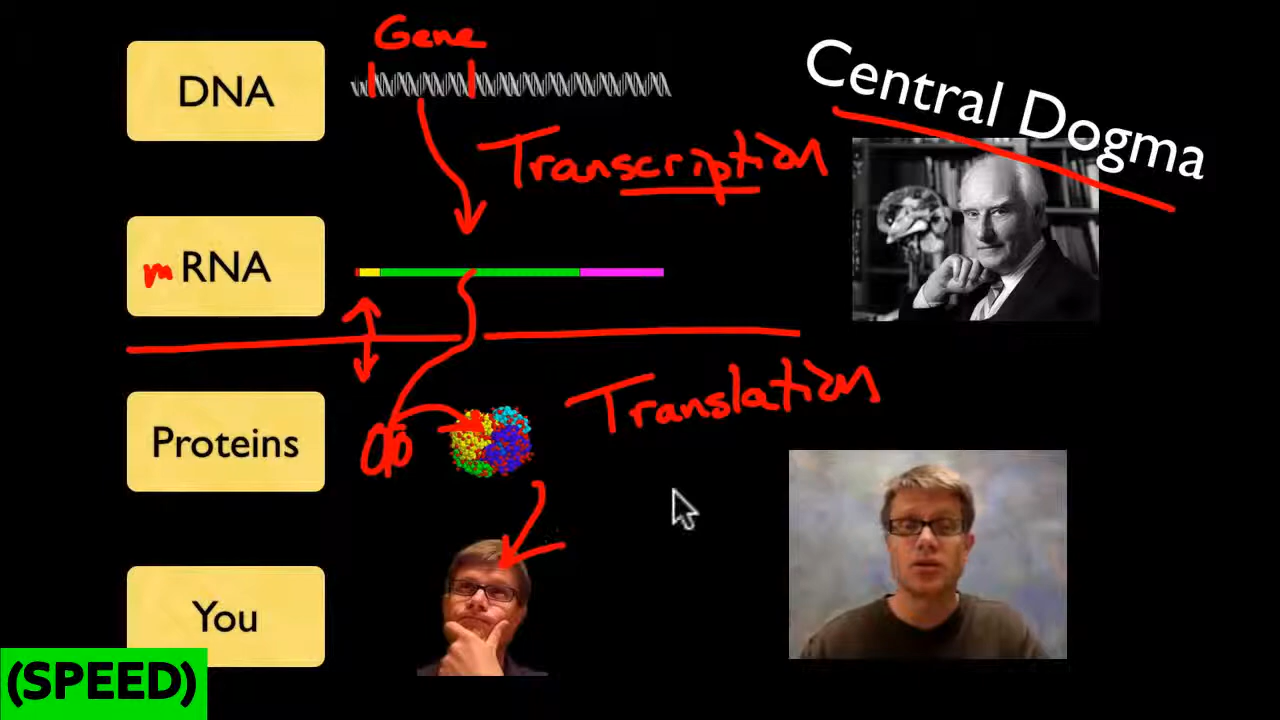 Gene
DNA
Central Dogma
Transcription
mRNA
Translation
Proteins
You
(SPEED)